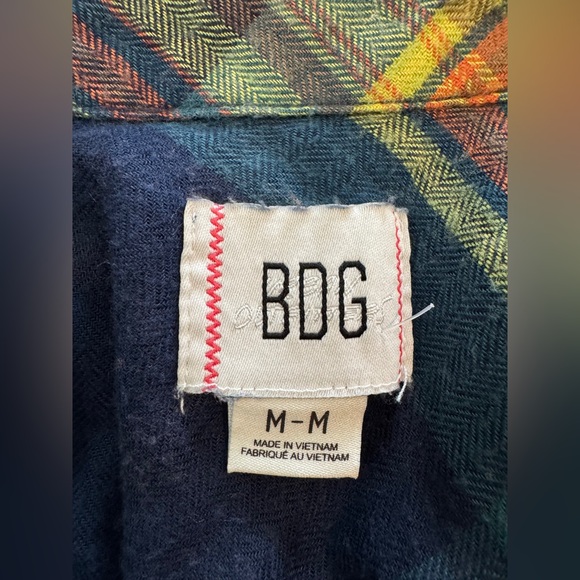 BDG
M-M
MADE IN VIETNAM
FABRIQUÉ AU VIETNAM